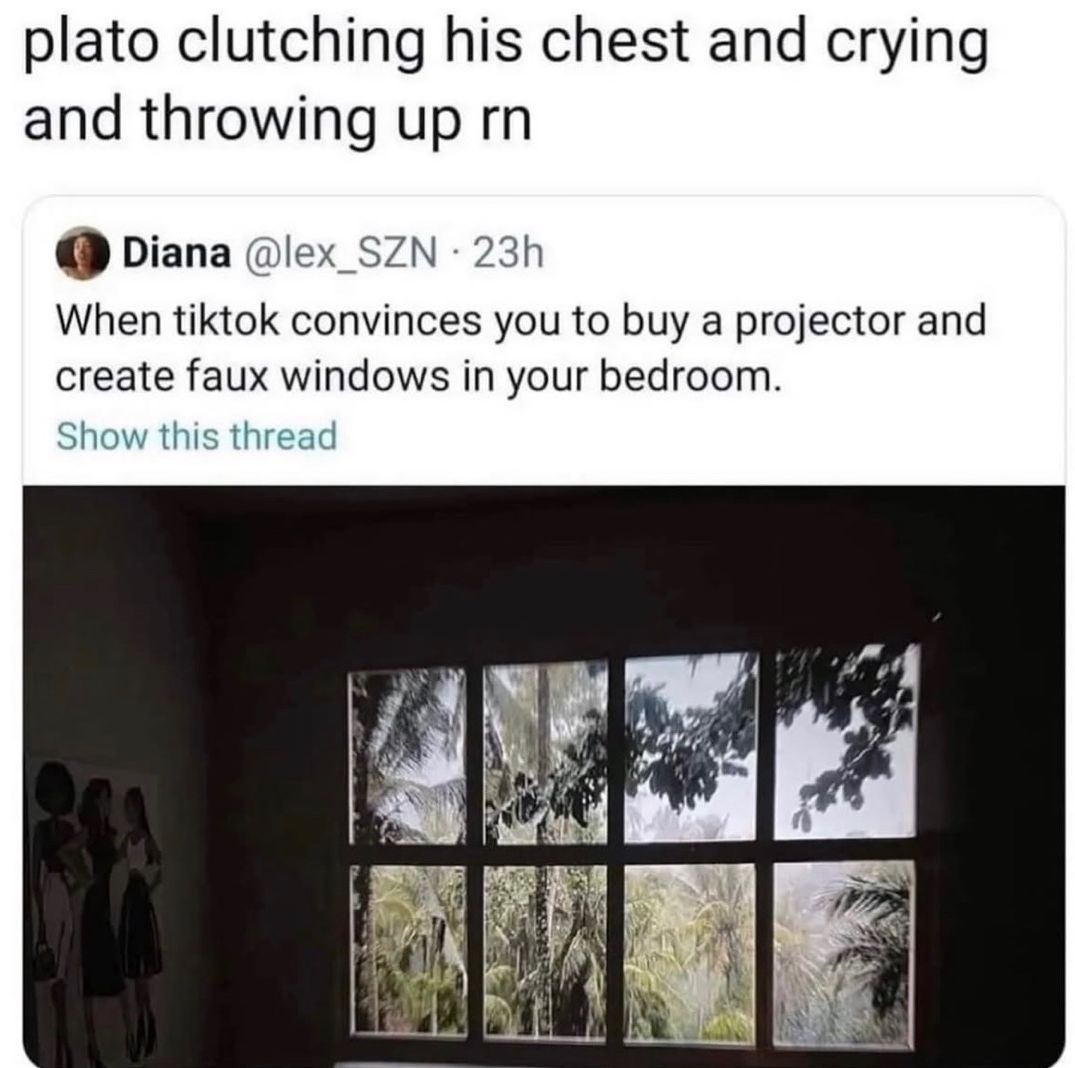 plato clutching his chest and crying
and throwing up rn
Diana @lex_SZN · 23h
When tiktok convinces you to buy a projector and
create faux windows in your bedroom.
Show this thread